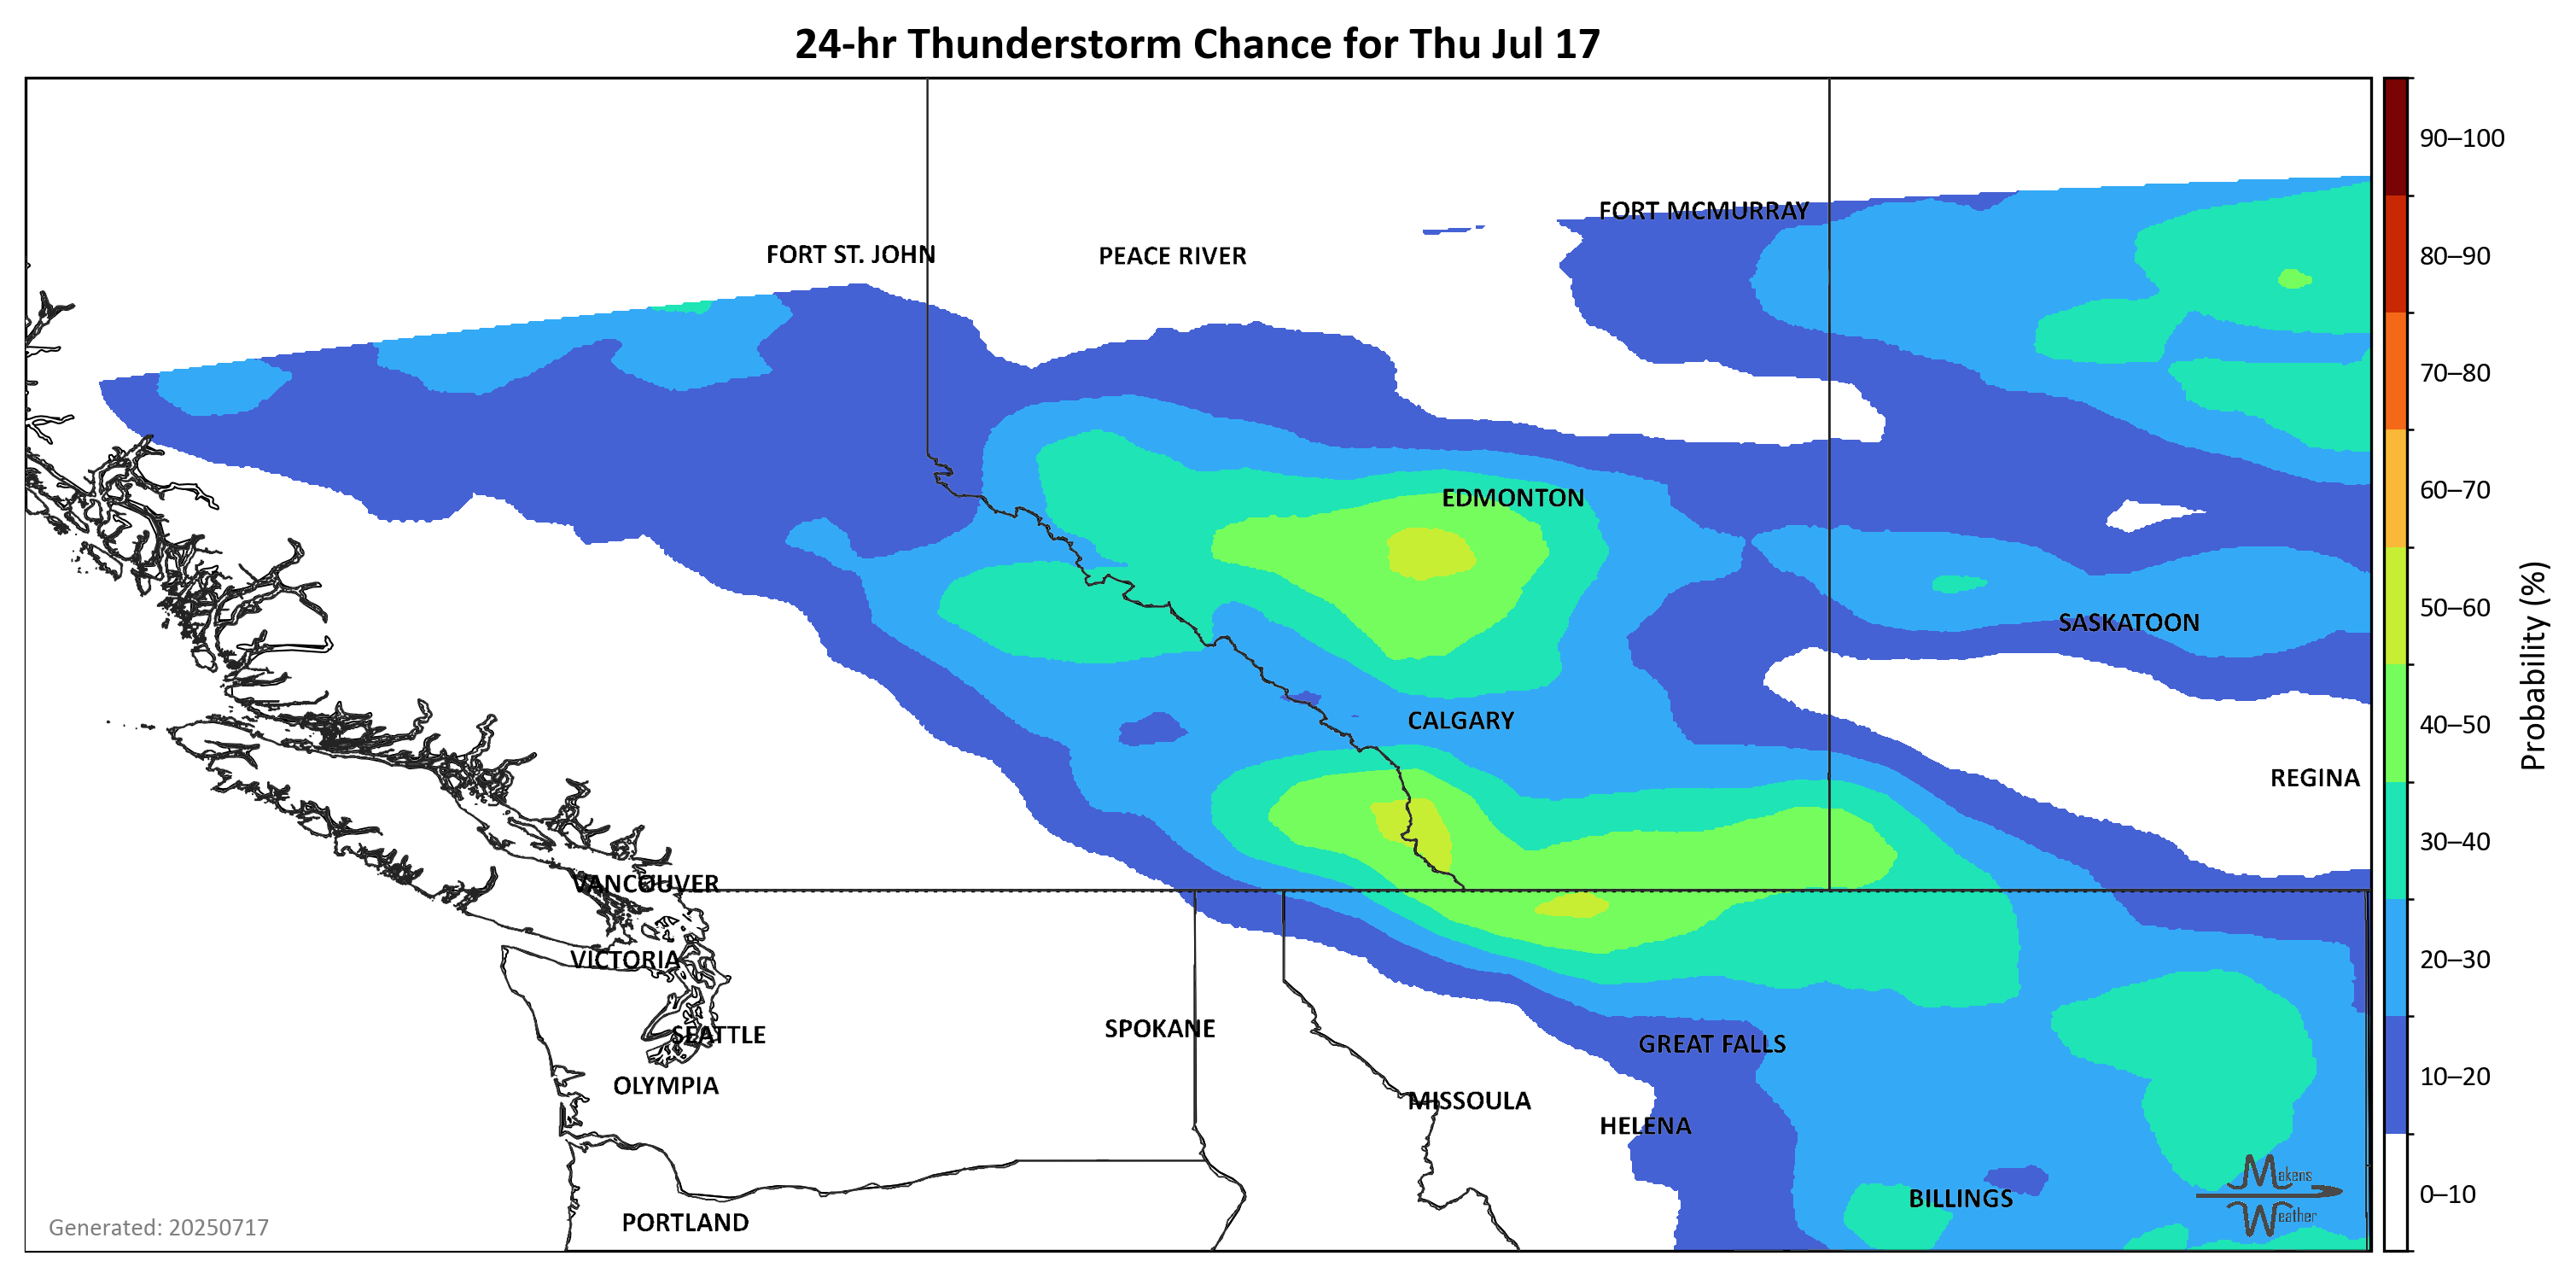 24-hr Thunderstorm Chance for Thu Jul 17
90–100
FORT MCMURRAY
FORT ST. JOHN
PEACE RIVER
80–90
70–80
EDMONTON
60–70
50–60
SASKATOON
CALGARY
40–50
Probability (%)
REGINA
30–40
VANCOUVER
VICTORIA
20–30
SPOKANE
SEATTLE
GREAT FALLS
OLYMPIA
10–20
MISSOULA
HELENA
Makens
Weather
0–10
BILLINGS
PORTLAND
Generated: 20250717